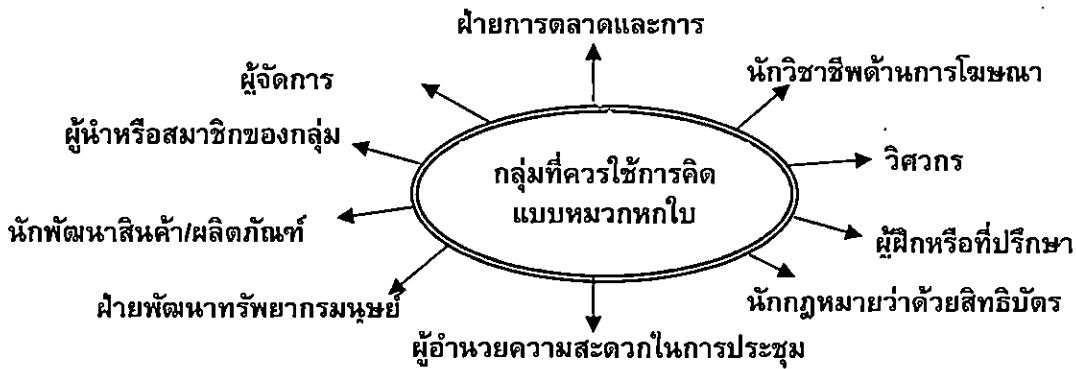 ฝ่ายการตลาดและการ
นักวิชาชีพด้านการโฆษณา
ผู้จัดการ
ผู้นำหรือสมาชิกของกลุ่ม
วิศวกร
กลุ่มที่ควรใช้การคิด
แบบหมวกหกใบ
นักพัฒนาสินค้า/ผลิตภัณฑ์
ผู้ฝึกหรือที่ปรึกษา
ฝ่ายพัฒนาทรัพยากรมนุษย์
นักกฎหมายว่าด้วยสิทธิบัตร
ผู้อำนวยความสะดวกในการประชุม